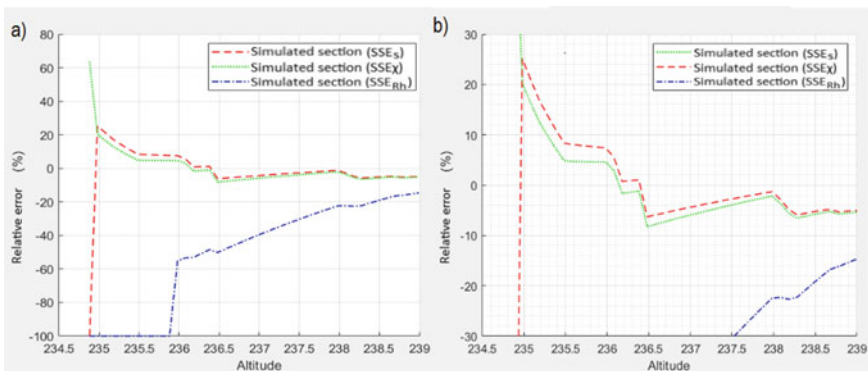 a)
Relative error (%)
80
60
40
20
0
-20
-40
-60
-80
-100
Simulated section (SSES)
Simulated section (SSEχ)
Simulated section (SSERh)
234.5 235 235.5 236 236.5 237 237.5 238 238.5 239
Altitude
b)
Relative error (%)
30
20
10
0
-10
-20
-30
Simulated section (SSES)
Simulated section (SSEχ)
Simulated section (SSERh)
234.5 235 235.5 236 236.5 237 237.5 238 238.5 239
Altitude